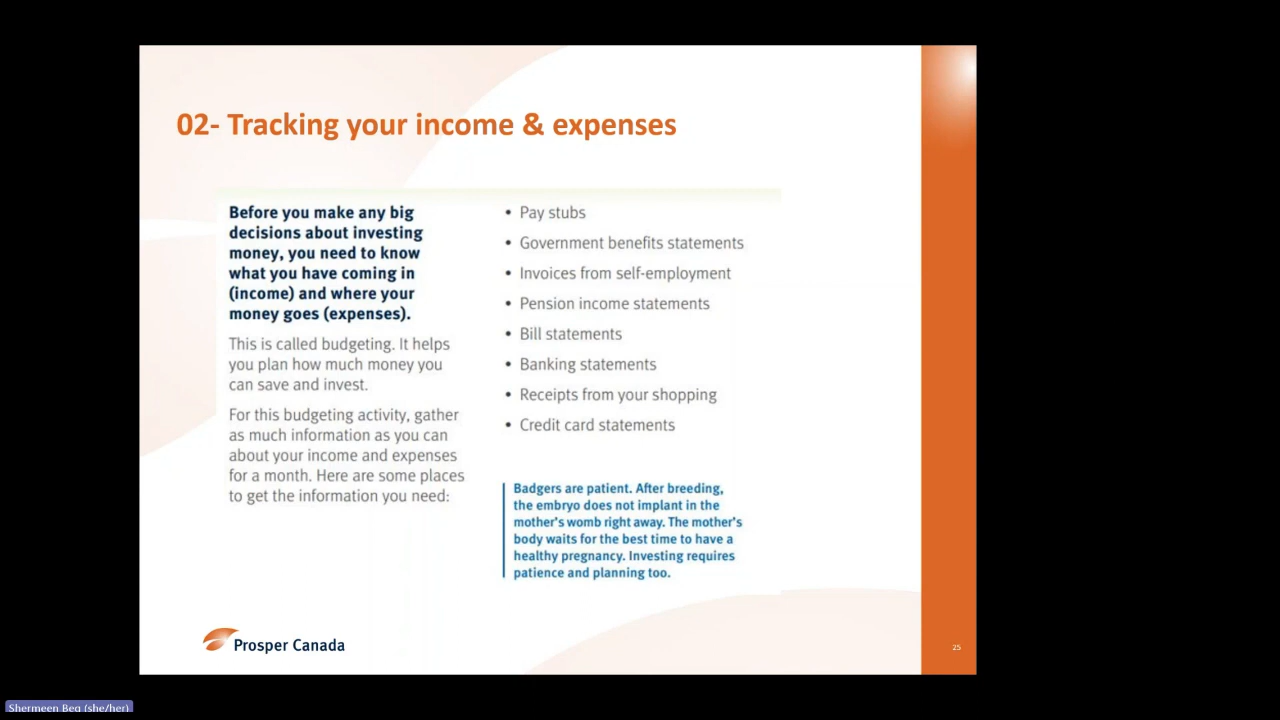 02- Tracking your income & expenses
Before you make any big
decisions about investing
money, you need to know
what you have coming in
(income) and where your
money goes (expenses).
This is called budgeting. It helps
you plan how much money you
can save and invest.
For this budgeting activity, gather
as much information as you can
about your income and expenses
for a month. Here are some places
to get the information you need:
• Pay stubs
• Government benefits statements
• Invoices from self-employment
• Pension income statements
• Bill statements
• Banking statements
• Receipts from your shopping
• Credit card statements
Badgers are patient. After breeding,
the embryo does not implant in the
mother's womb right away. The mother's
body waits for the best time to have a
healthy pregnancy. Investing requires
patience and planning too.
Prosper Canada
25
Shermeen Beg (she/her)